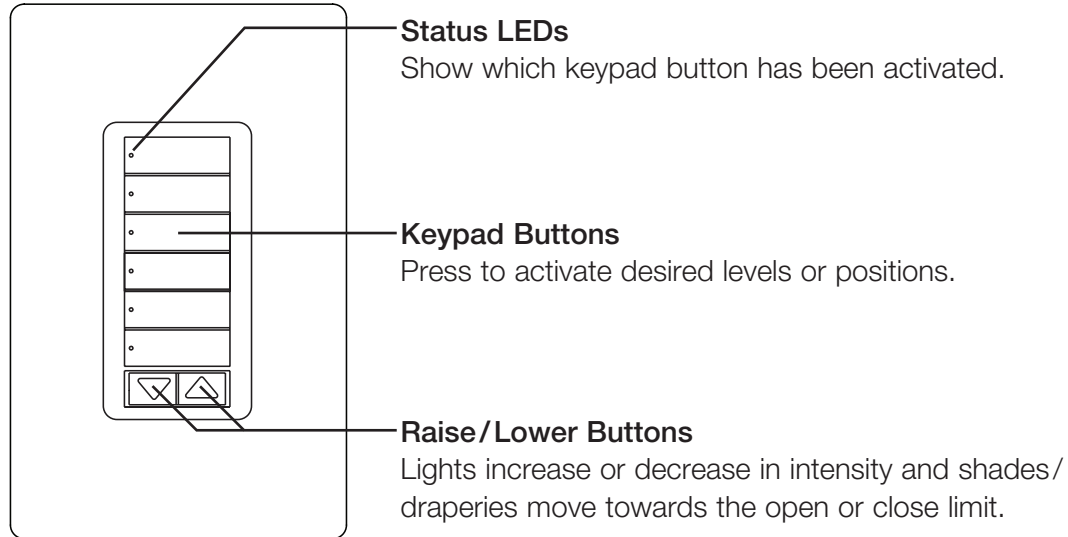 Status LEDs
Show which keypad button has been activated.
Keypad Buttons
Press to activate desired levels or positions.
Raise/Lower Buttons
Lights increase or decrease in intensity and shades/
draperies move towards the open or close limit.